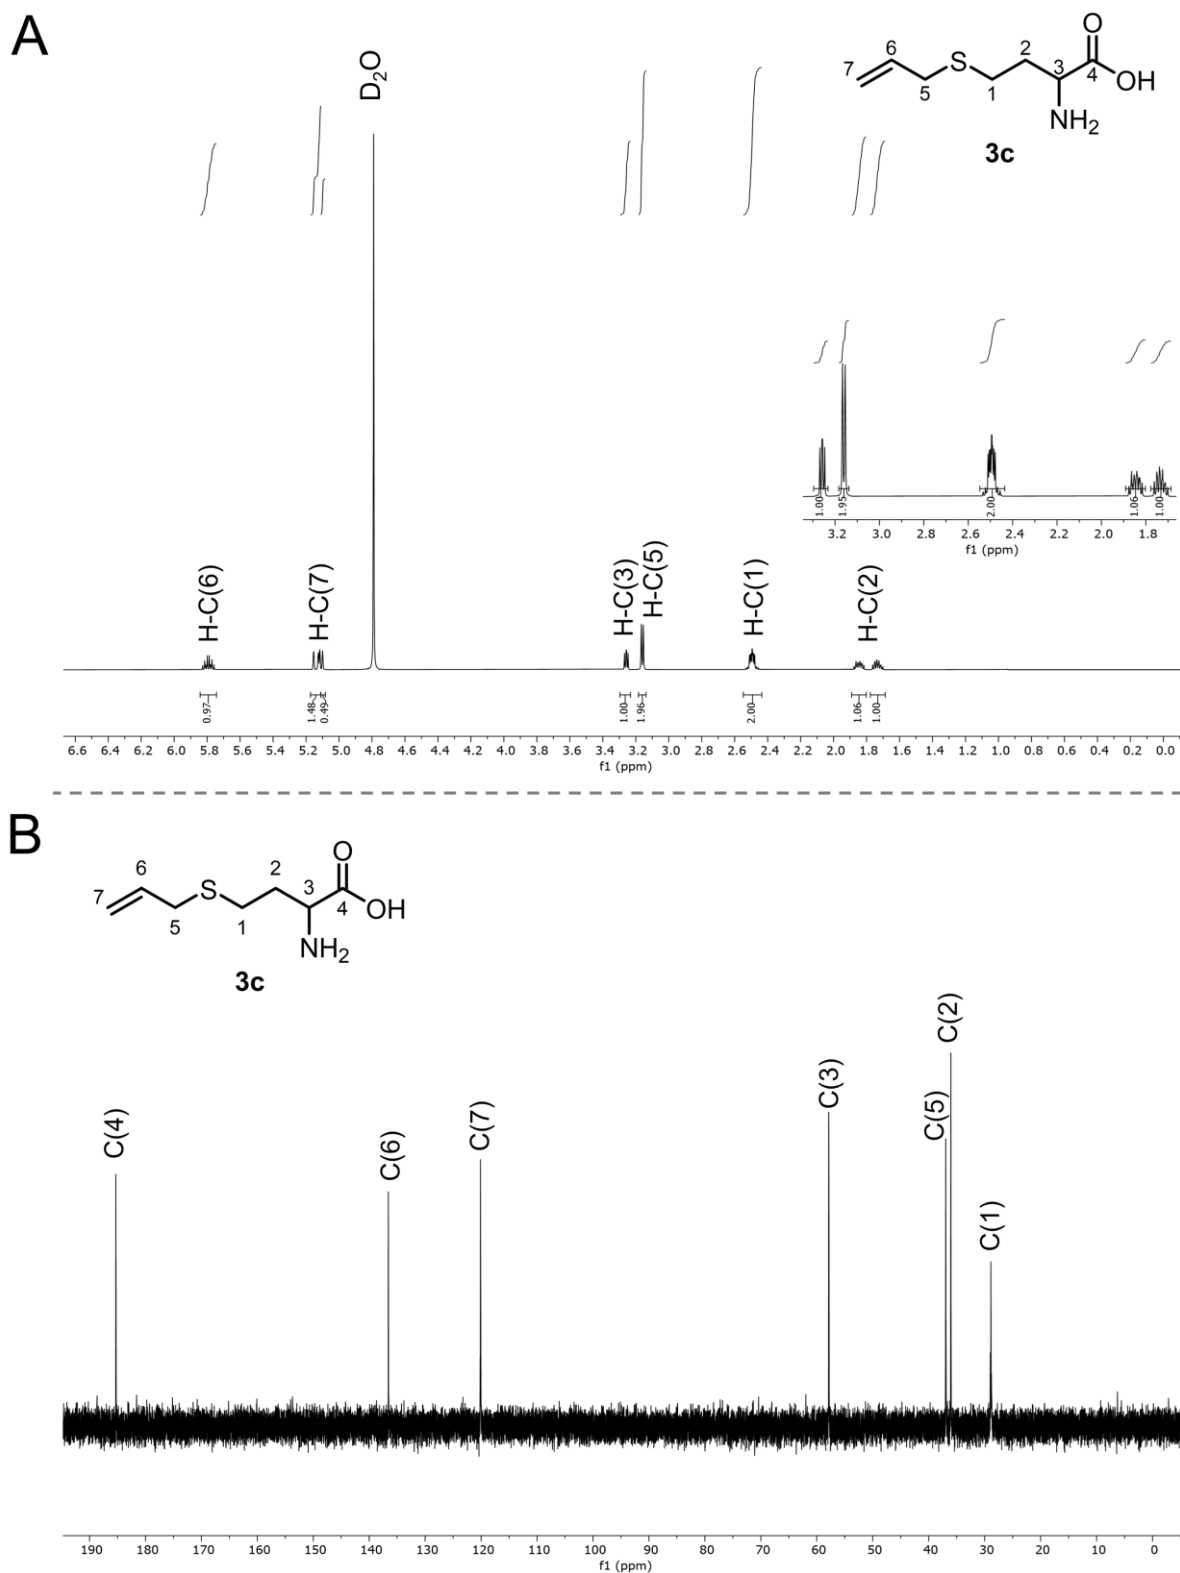 A
D₂O
6
7
S
5
1
2
3
4
O
OH
NH₂
3c
1.00
1.95
2.00
1.06
1.00
3.2 3.0 2.8 2.6 2.4 2.2 2.0 1.8
f1 (ppm)
H-C(6)
H-C(7)
H-C(3)
H-C(5)
H-C(1)
H-C(2)
0.97
1.48
0.49
1.00
1.96
2.00
1.06
1.00
6.6 6.4 6.2 6.0 5.8 5.6 5.4 5.2 5.0 4.8 4.6 4.4 4.2 4.0 3.8 3.6 3.4 3.2 3.0 2.8 2.6 2.4 2.2 2.0 1.8 1.6 1.4 1.2 1.0 0.8 0.6 0.4 0.2 0.0
f1 (ppm)
B
6
7
S
5
1
2
3
4
O
OH
NH₂
3c
C(4)
C(6)
C(7)
C(3)
C(5)
C(2)
C(1)
190 180 170 160 150 140 130 120 110 100 90 80 70 60 50 40 30 20 10 0
f1 (ppm)